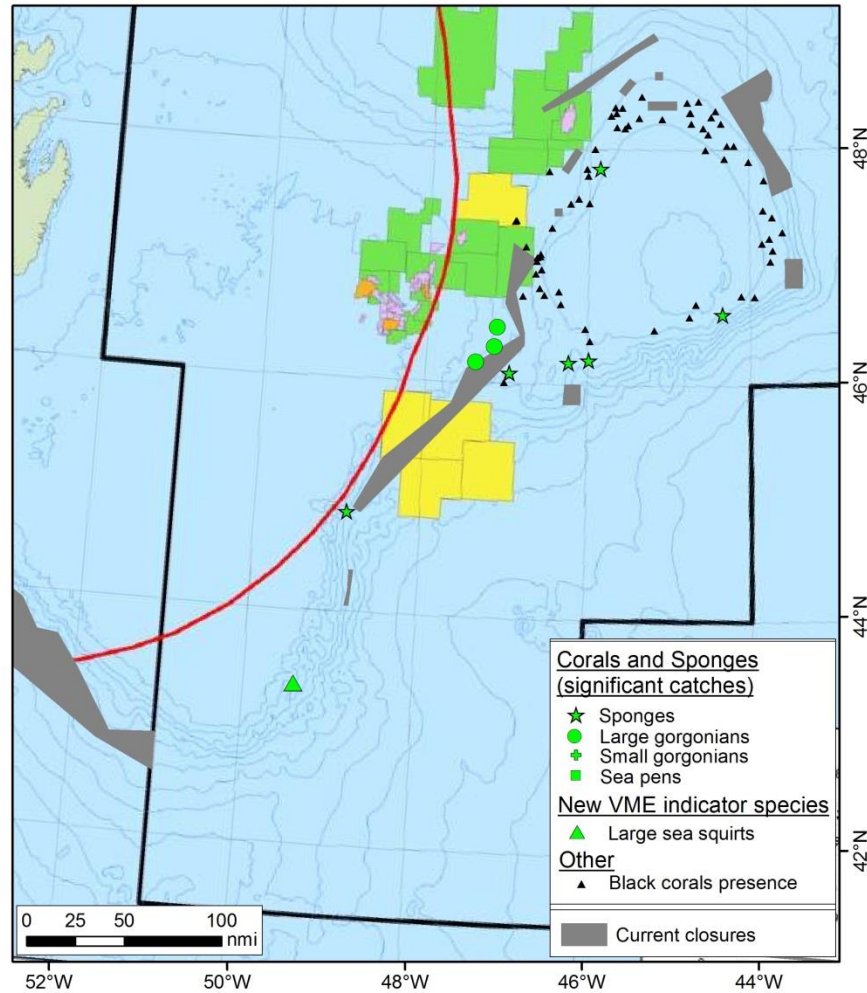 48°N
46°N
44°N
42°N
Corals and Sponges
(significant catches)
Sponges
Large gorgonians
Small gorgonians
Sea pens
New VME indicator species
Large sea squirts
Other
Black corals presence
Current closures
0 25 50 100
nmi
52°W 50°W 48°W 46°W 44°W